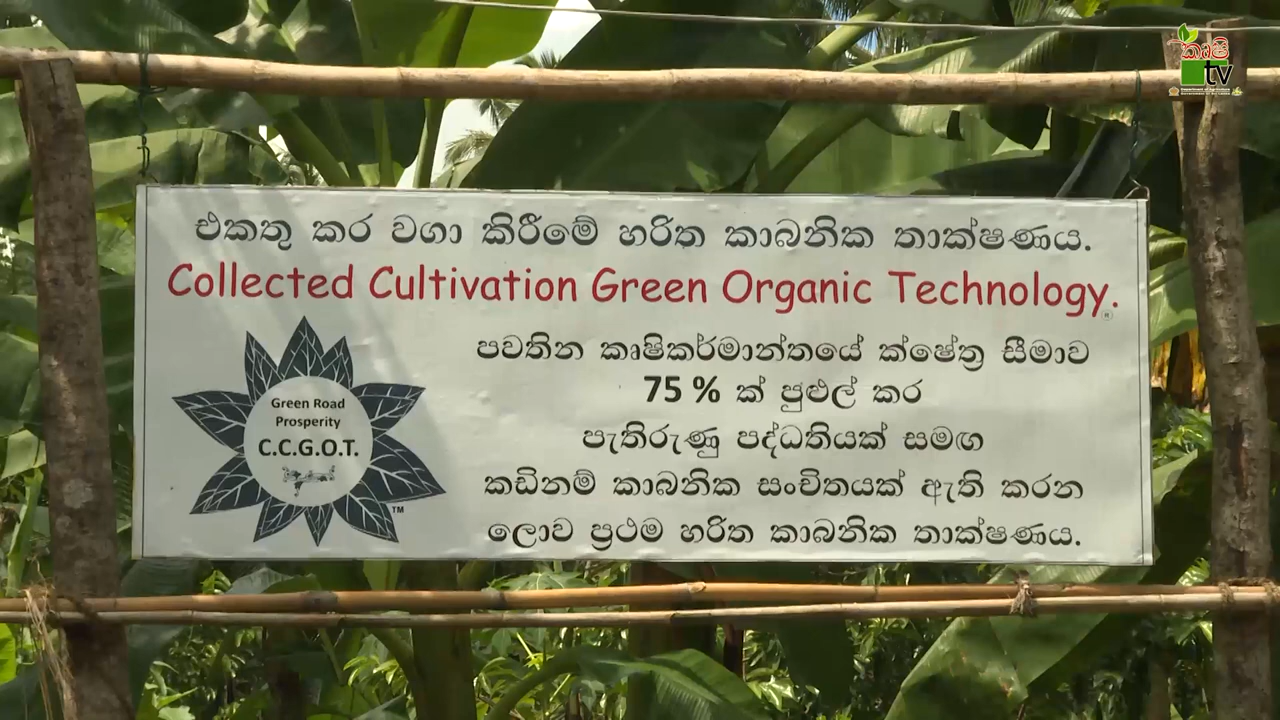 කෘෂි
tv
එකතු කර වගා කිරීමේ හරිත කාබනික තාක්ෂණය.
Collected Cultivation Green Organic Technology.
®
පවතින කෘෂිකර්මාන්තයේ ක්ෂේත්‍ර සීමාව
75 % ක් පුළුල් කර
පැතිරුණු පද්ධතියක් සමඟ
කඩිනම් කාබනික සංචිතයක් ඇති කරන
ලොව ප්‍රථම හරිත කාබනික තාක්ෂණය.
Green Road
Prosperity
C.C.G.O.T.
™